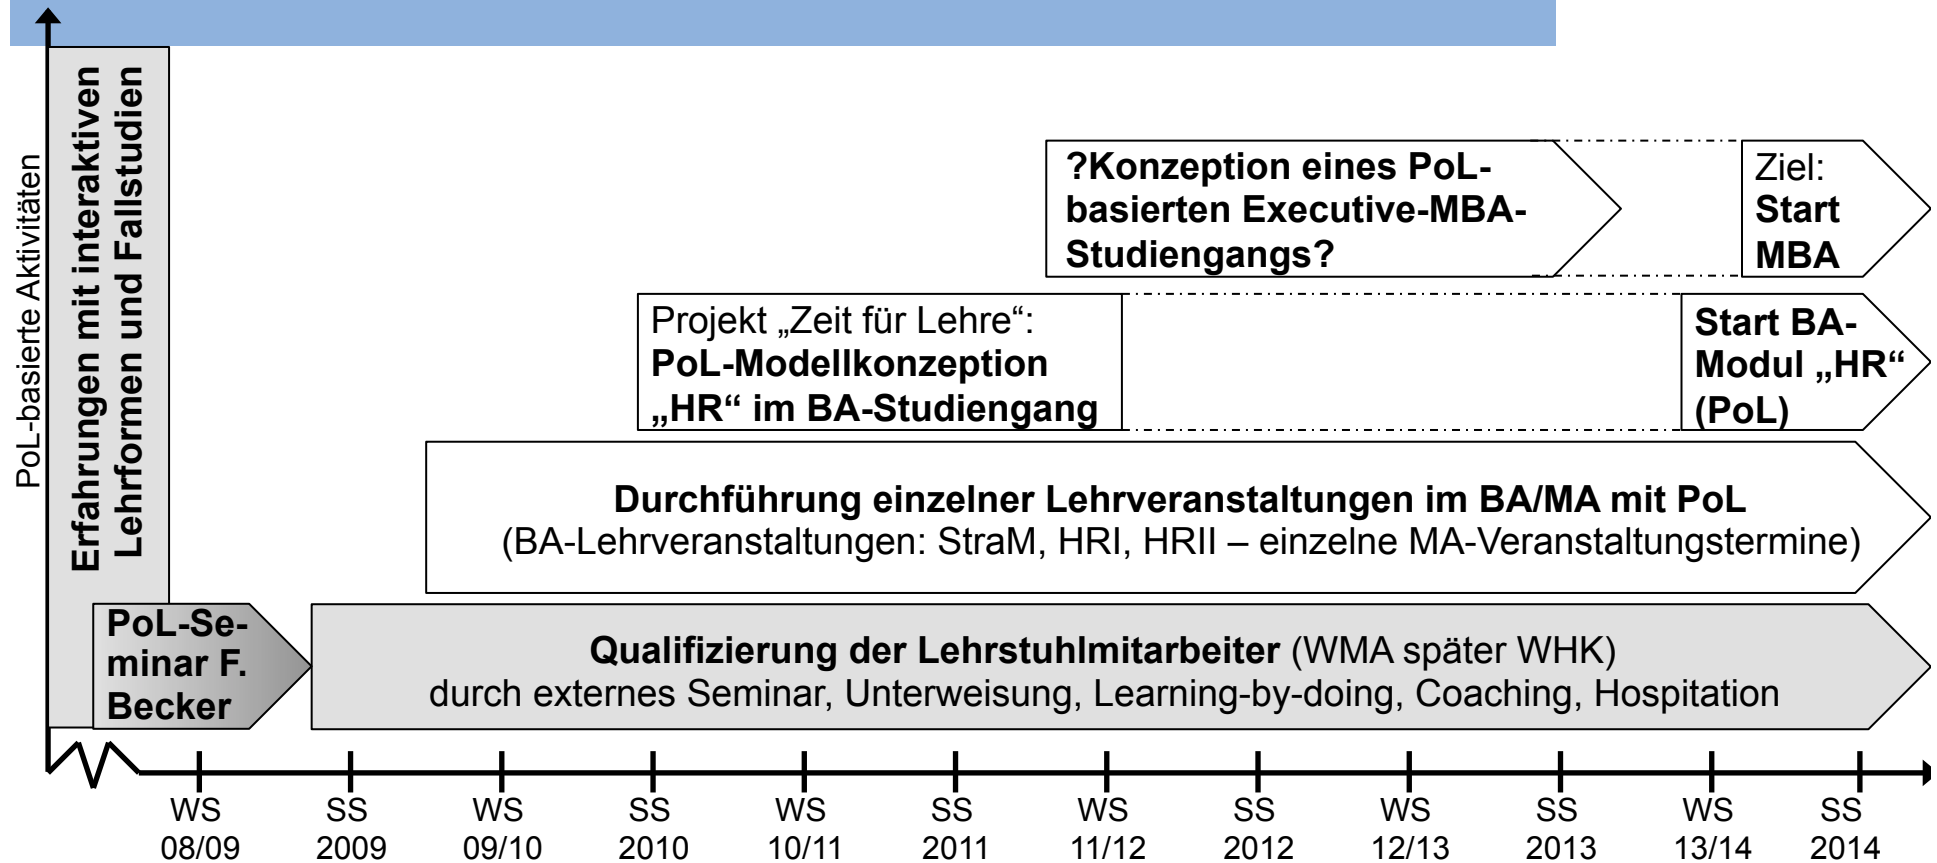 PoL-basierte Aktivitäten
Erfahrungen mit interaktiven
Lehrformen und Fallstudien
?Konzeption eines PoL-
basierten Executive-MBA-
Studiengangs?
Ziel:
Start
MBA
Projekt „Zeit für Lehre“:
PoL-Modellkonzeption
„HR“ im BA-Studiengang
Start BA-
Modul „HR“
(PoL)
Durchführung einzelner Lehrveranstaltungen im BA/MA mit PoL
(BA-Lehrveranstaltungen: StraM, HRI, HRII – einzelne MA-Veranstaltungstermine)
PoL-Se-
minar F.
Becker
Qualifizierung der Lehrstuhlmitarbeiter (WMA später WHK)
durch externes Seminar, Unterweisung, Learning-by-doing, Coaching, Hospitation
WS SS WS SS WS SS WS SS WS SS WS SS
08/09 2009 09/10 2010 10/11 2011 11/12 2012 12/13 2013 13/14 2014